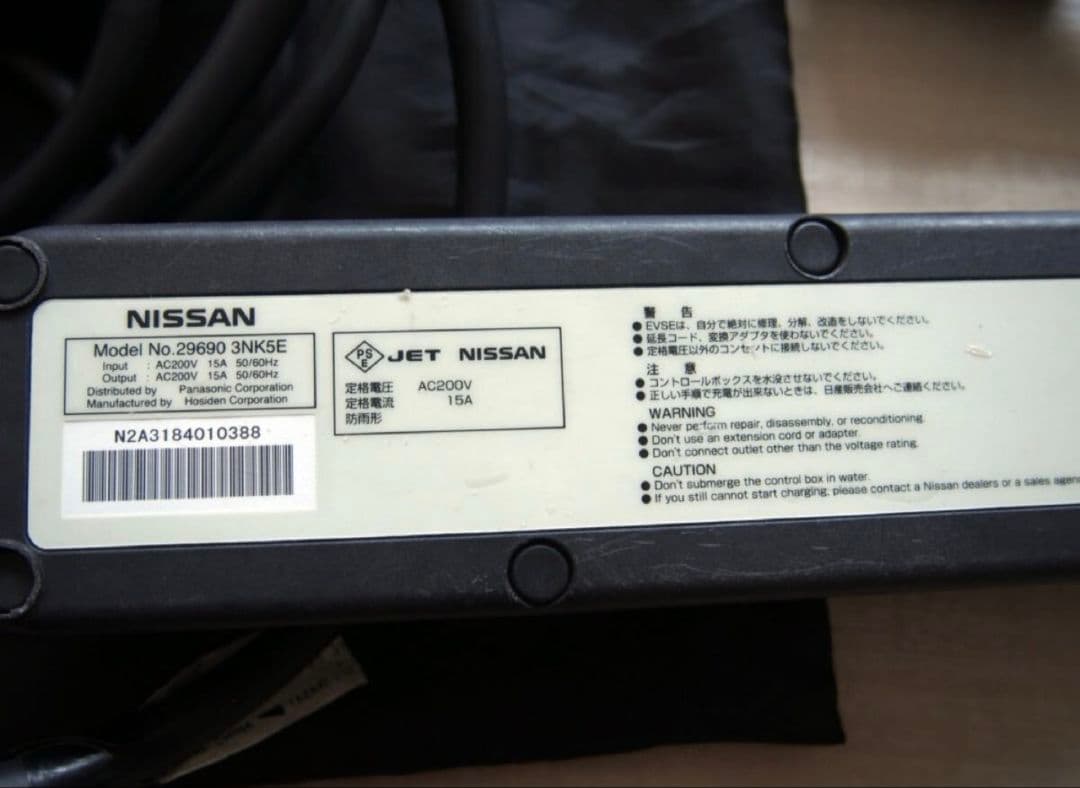 NISSAN
Model No.29690 3NK5E
Input : AC200V 15A 50/60Hz
Output : AC200V 15A 50/60Hz
Distributed by Panasonic Corporation
Manufactured by Hosiden Corporation
N2A3184010388
PS
E
JET NISSAN
定格電圧 AC200V
定格電流 15A
防雨形
警 告
● EVSEは、自分で絶対に修理、分解、改造をしないでください。
● 延長コード、変換アダプタを使わないでください。
● 定格電圧以外のコンセントに接続しないでください。
注 意
● コントロールボックスを水没させないでください。
● 正しい手順で充電が出来ないときは、日産販売会社へご連絡ください。
WARNING
● Never perform repair, disassembly, or reconditioning.
● Don't use an extension cord or adapter.
● Don't connect outlet other than the voltage rating.
CAUTION
● Don't submerge the control box in water.
● If you still cannot start charging, please contact a Nissan dealers or a sales agen